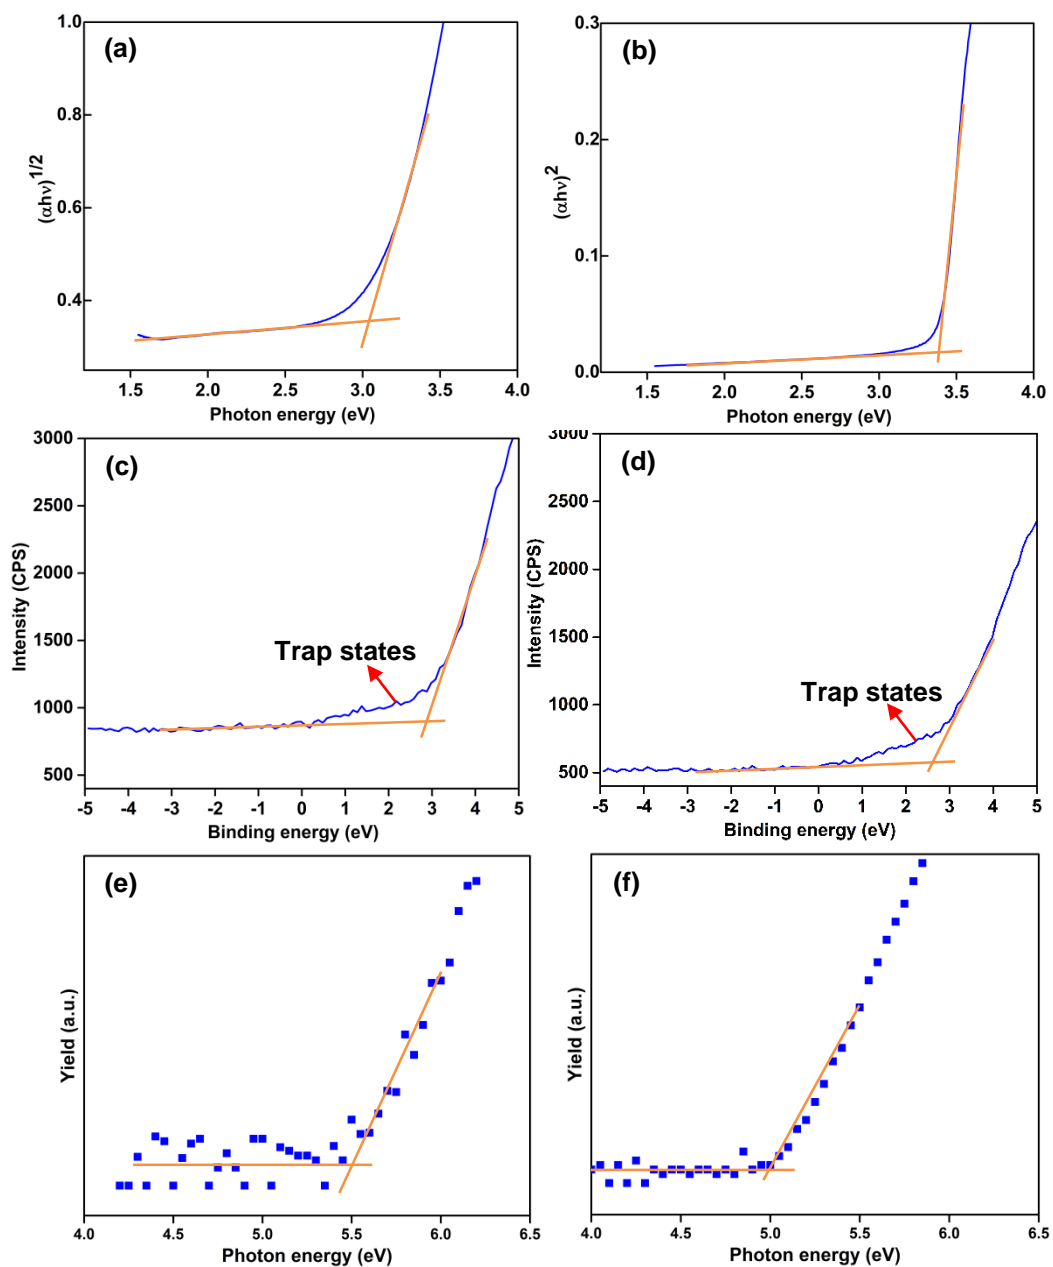 (a)
(αhν)1/2
1.0
0.8
0.6
0.4
1.5 2.0 2.5 3.0 3.5 4.0
Photon energy (eV)
(b)
(αhν)2
0.3
0.2
0.1
0.0
1.5 2.0 2.5 3.0 3.5 4.0
Photon energy (eV)
(c)
Intensity (CPS)
3000
2500
2000
1500
1000
500
Trap states
-5 -4 -3 -2 -1 0 1 2 3 4 5
Binding energy (eV)
(d)
Intensity (CPS)
3000
2500
2000
1500
1000
500
Trap states
-5 -4 -3 -2 -1 0 1 2 3 4 5
Binding energy (eV)
(e)
Yield (a.u.)
4.0 4.5 5.0 5.5 6.0 6.5
Photon energy (eV)
(f)
Yield (a.u.)
4.0 4.5 5.0 5.5 6.0 6.5
Photon energy (eV)